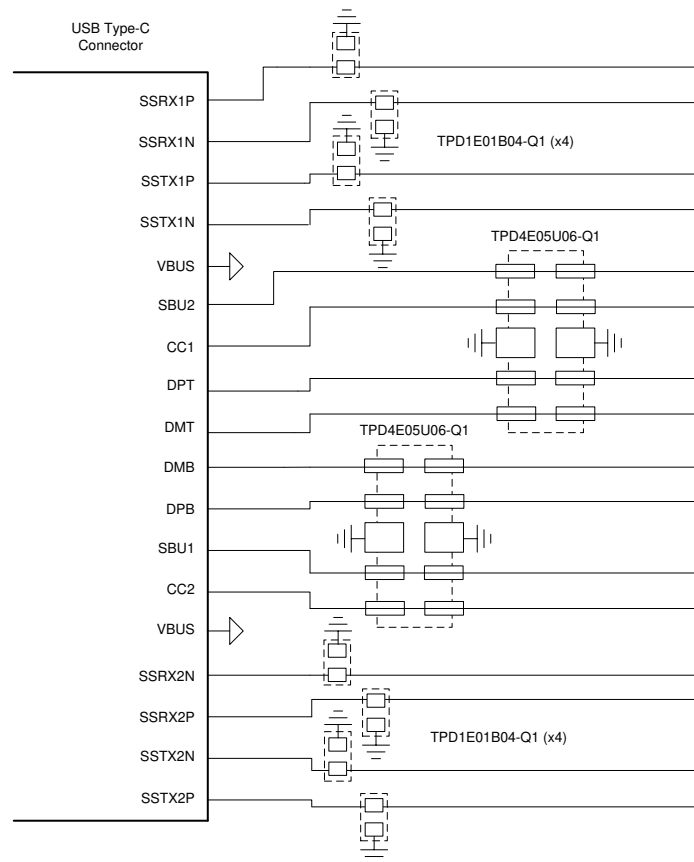 USB Type-C
Connector
SSRX1P
SSRX1N
TPD1E01B04-Q1 (x4)
SSTX1P
SSTX1N
TPD4E05U06-Q1
VBUS
SBU2
CC1
DPT
DMT
TPD4E05U06-Q1
DMB
DPB
SBU1
CC2
VBUS
SSRX2N
SSRX2P
TPD1E01B04-Q1 (x4)
SSTX2N
SSTX2P